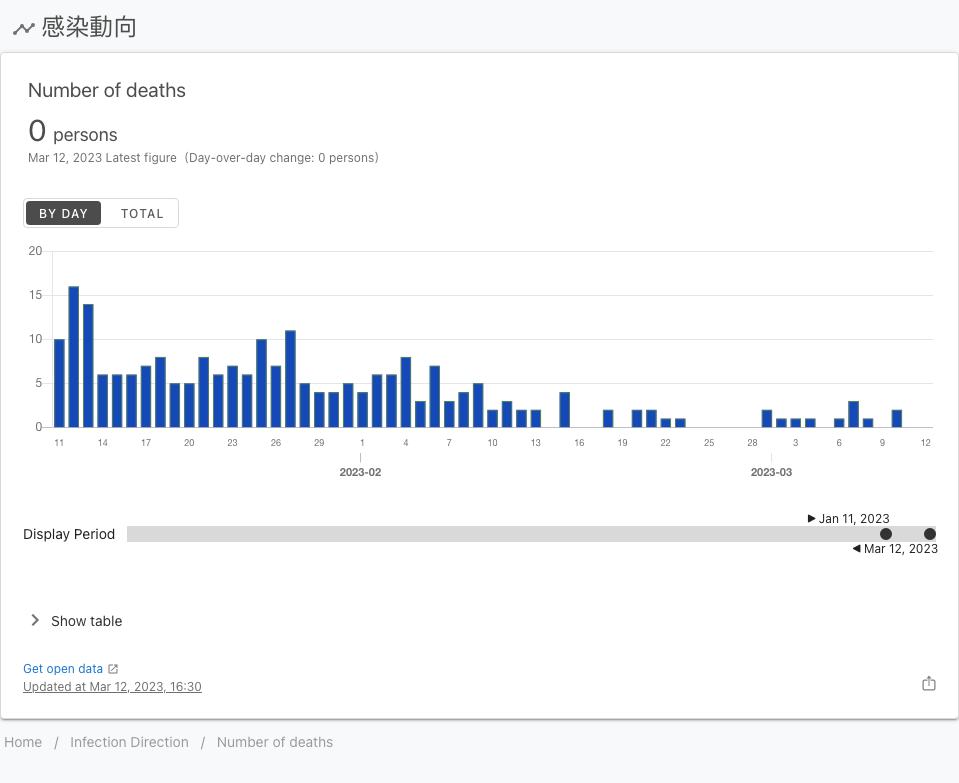 感染動向
Number of deaths
0 persons
Mar 12, 2023 Latest figure (Day-over-day change: 0 persons)
BY DAY TOTAL
20
15
10
5
0
11 14 17 20 23 26 29 1 4 7 10 13 16 19 22 25 28 3 6 9 12
2023-02 2023-03
Jan 11, 2023
Display Period
Mar 12, 2023
Show table
Get open data
Updated at Mar 12, 2023, 16:30
Home / Infection Direction / Number of deaths